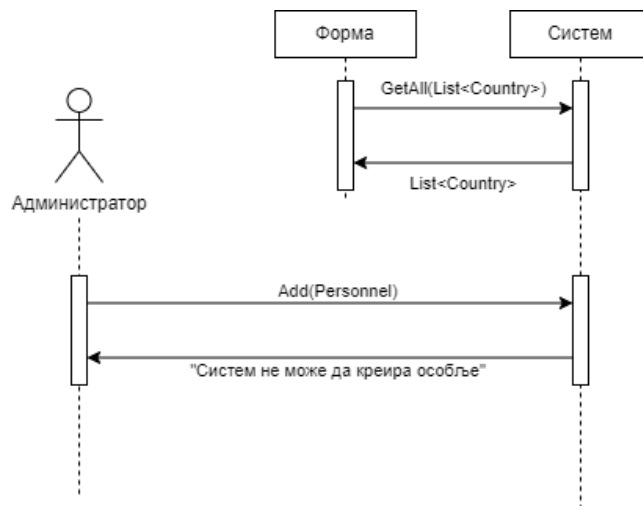 Форма
Систем
GetAll(List<Country>)
List<Country>
Администратор
Add(Personnel)
"Систем не може да креира особље"